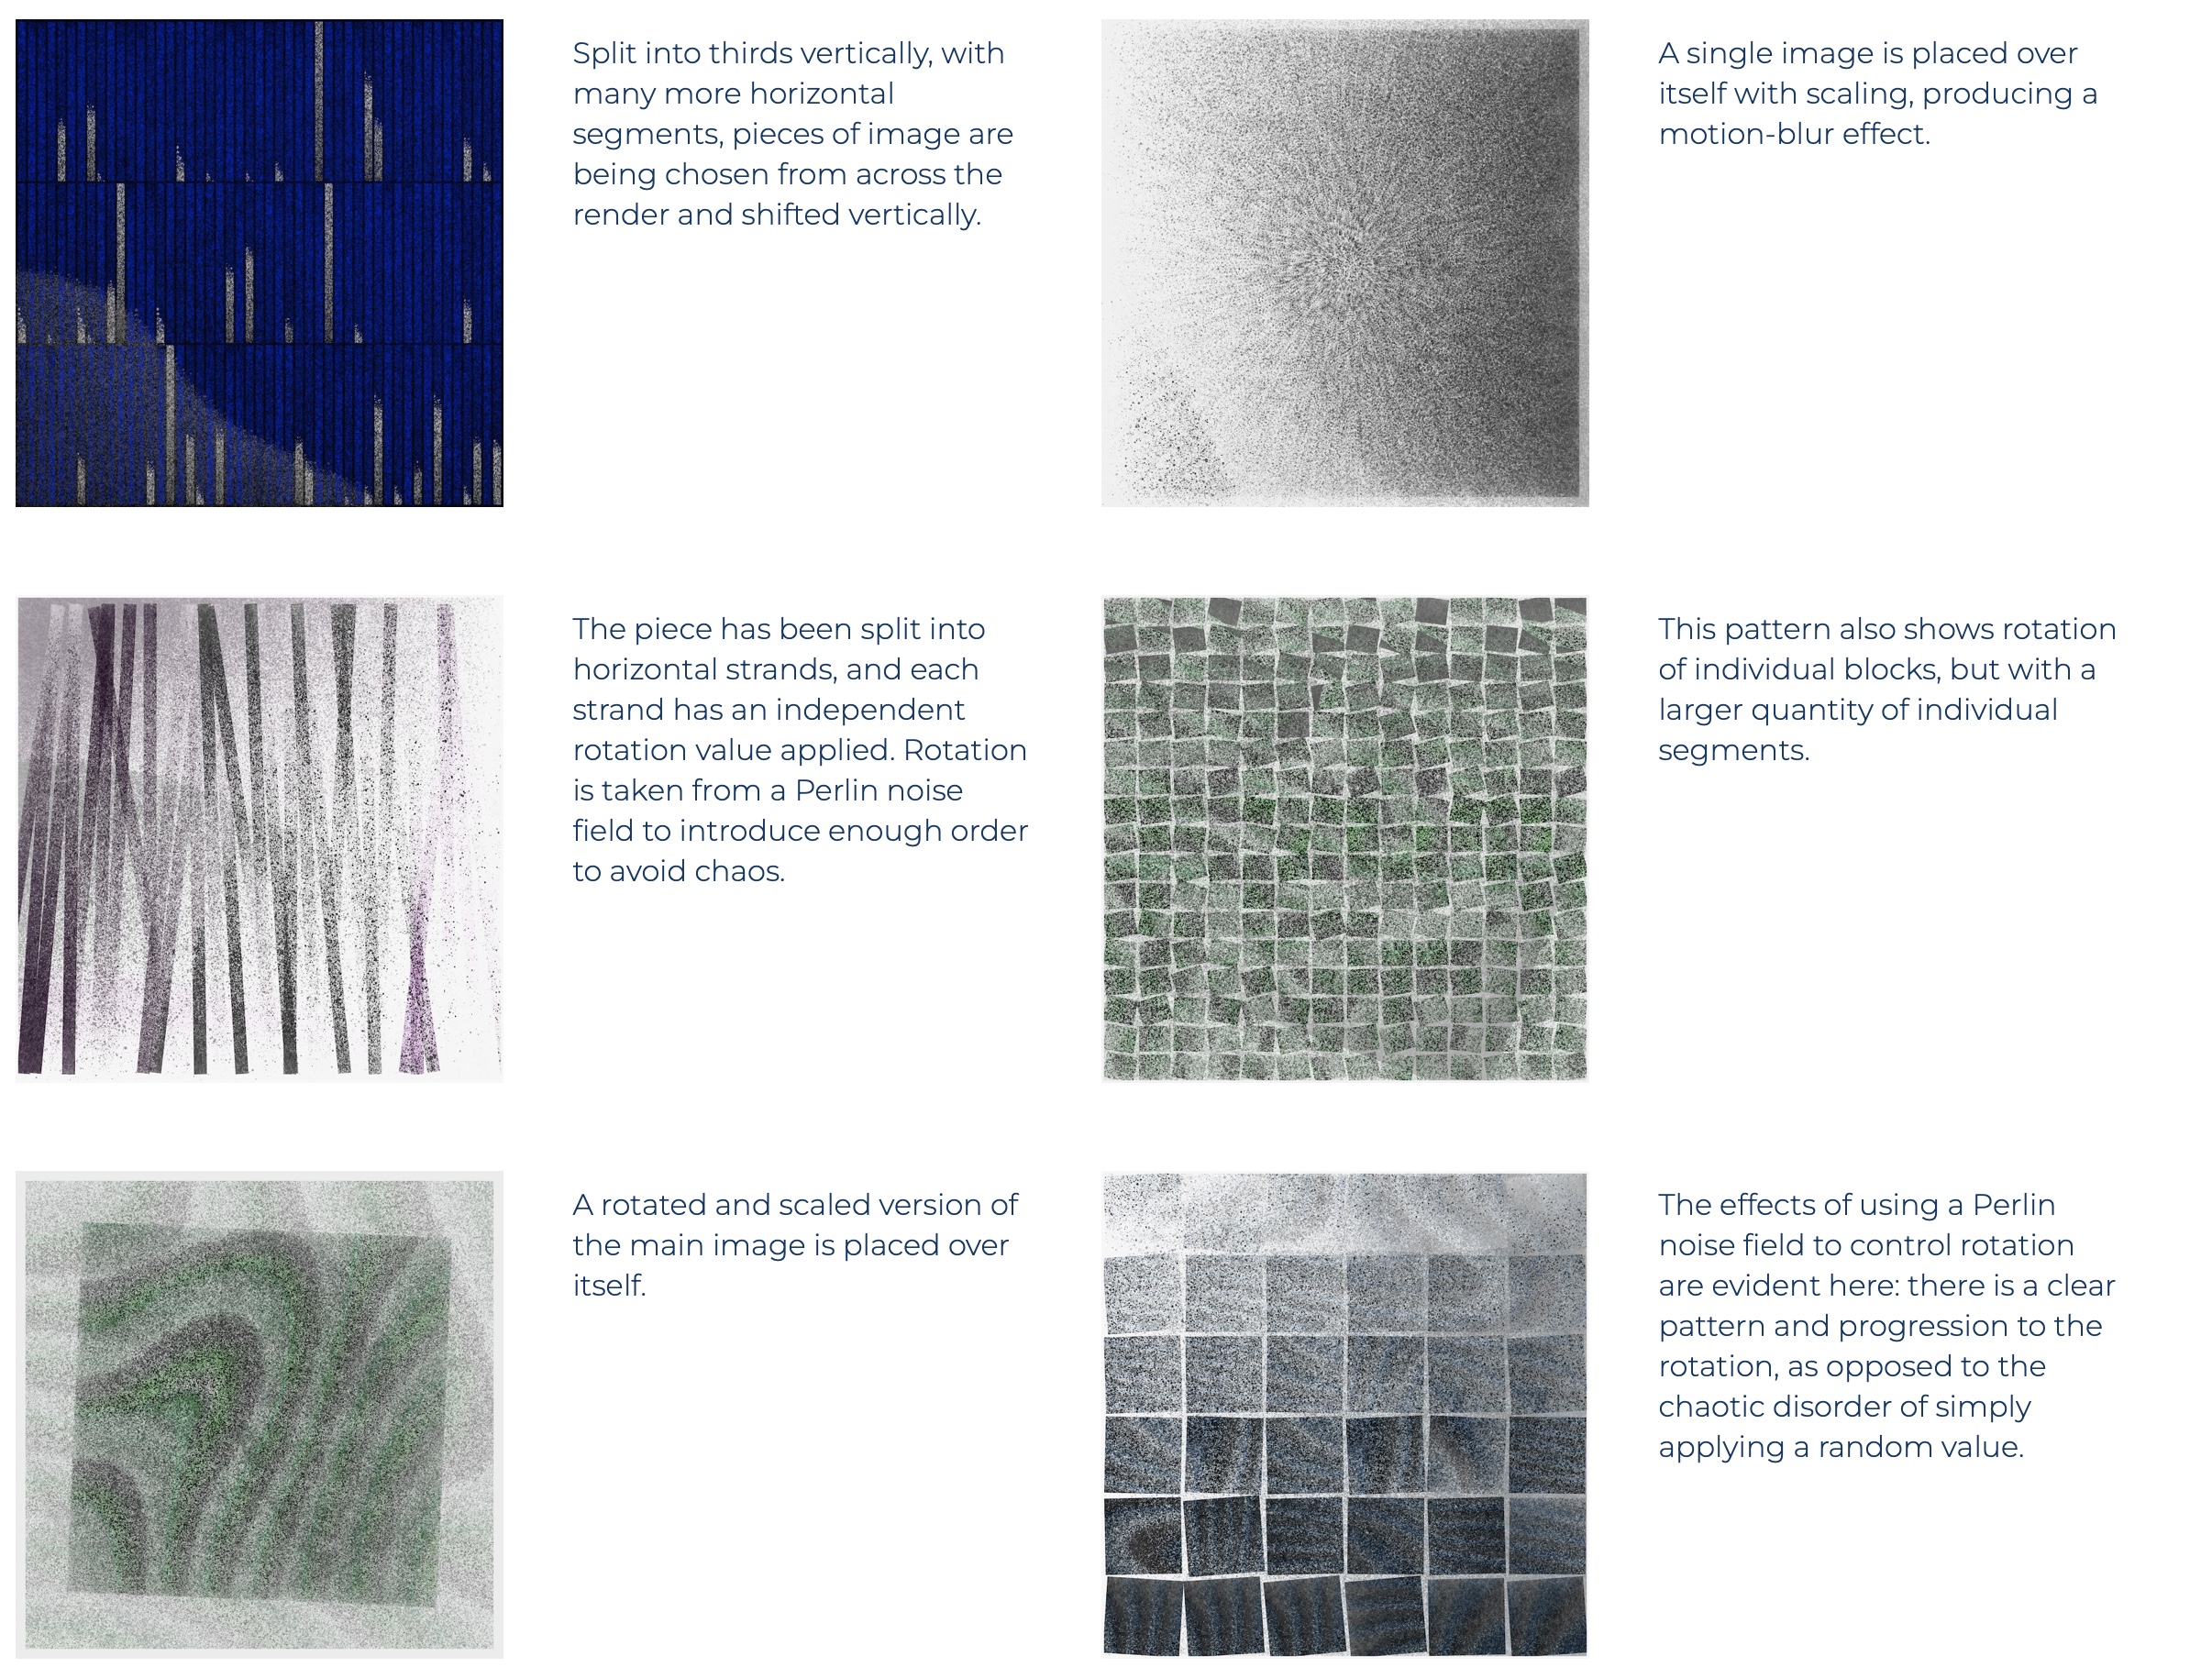 Split into thirds vertically, with
many more horizontal
segments, pieces of image are
being chosen from across the
render and shifted vertically.
A single image is placed over
itself with scaling, producing a
motion-blur effect.
The piece has been split into
horizontal strands, and each
strand has an independent
rotation value applied. Rotation
is taken from a Perlin noise
field to introduce enough order
to avoid chaos.
This pattern also shows rotation
of individual blocks, but with a
larger quantity of individual
segments.
A rotated and scaled version of
the main image is placed over
itself.
The effects of using a Perlin
noise field to control rotation
are evident here: there is a clear
pattern and progression to the
rotation, as opposed to the
chaotic disorder of simply
applying a random value.